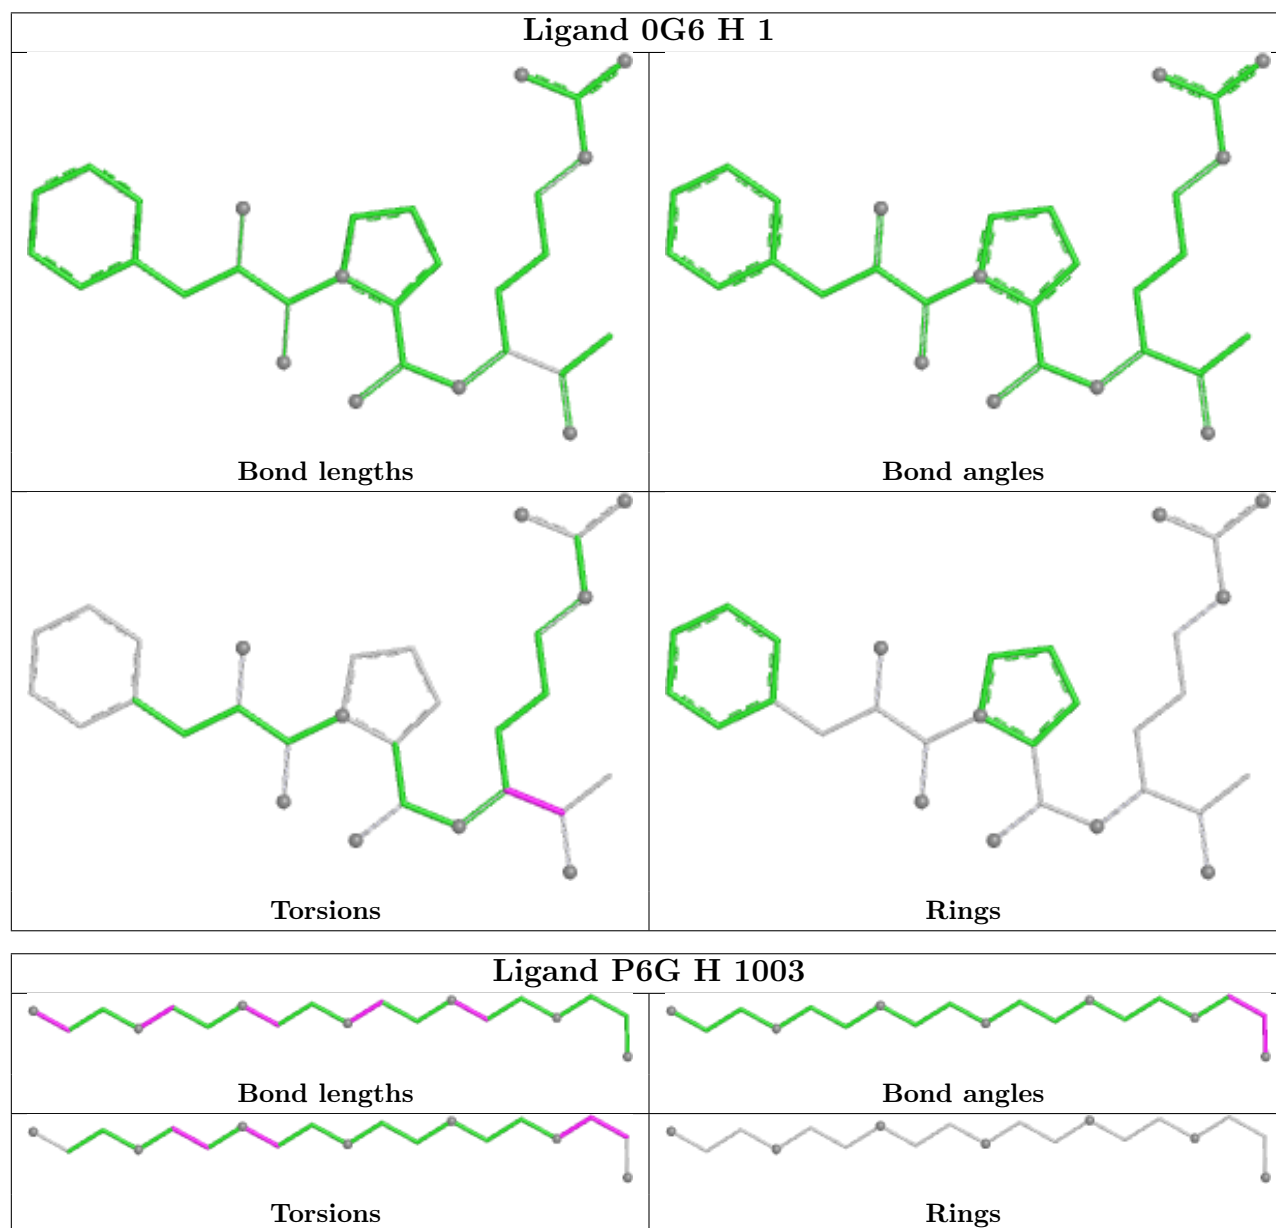 Ligand 0G6 H 1
Bond lengths
Bond angles
Torsions
Rings
Ligand P6G H 1003
Bond lengths
Bond angles
Torsions
Rings